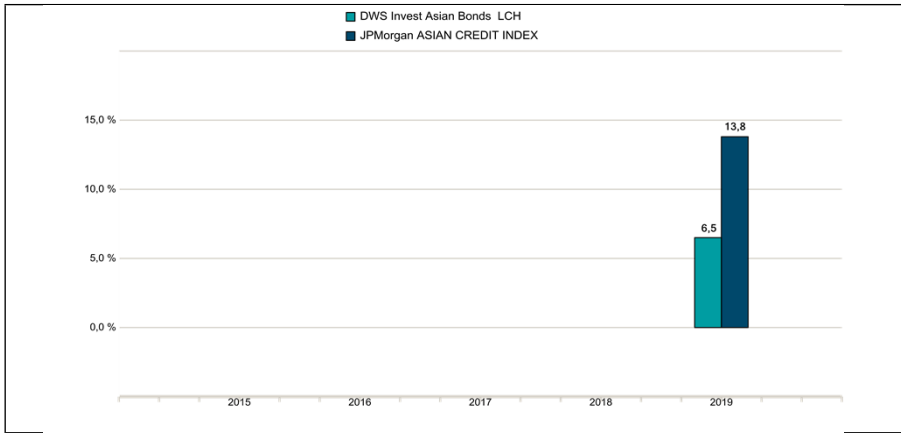 DWS Invest Asian Bonds LCH
JPMorgan ASIAN CREDIT INDEX
15,0 %
13,8
10,0 %
6,5
5,0 %
0,0 %
2015 2016 2017 2018 2019